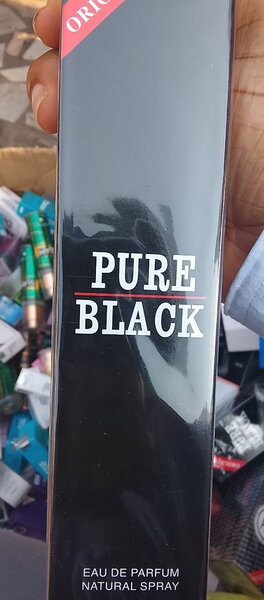 PURE
BLACK
EAU DE PARFUM
NATURAL SPRAY